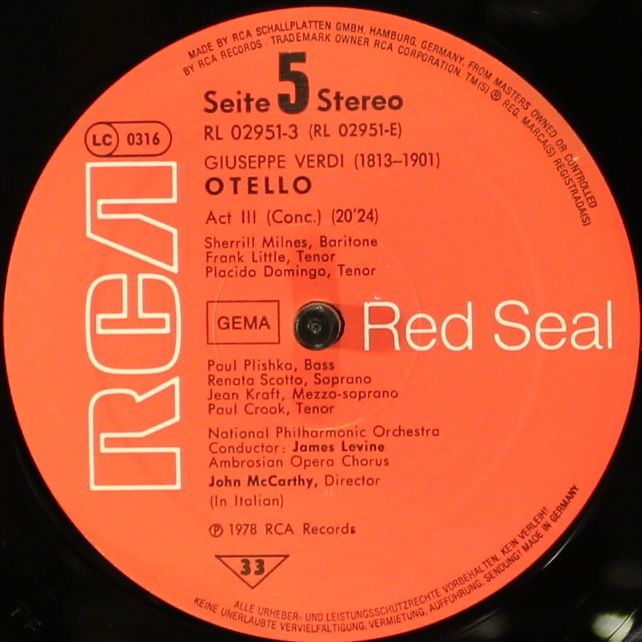 MADE BY RCA SCHALLPLATTEN GMBH, HAMBURG, GERMANY, FROM MASTERS OWNED OR CONTROLLED
BY RCA RECORDS · TRADEMARK OWNER RCA CORPORATION. TM(S) ® REG. MARCA(S) REGISTRADA(S)
Seite 5 Stereo
RL 02951-3 (RL 02951-E)
LC 0316
GIUSEPPE VERDI (1813–1901)
OTELLO
Act III (Conc.) (20'24)
Sherrill Milnes, Baritone
Frank Little, Tenor
Placido Domingo, Tenor
RCA
GEMA
Red Seal
Paul Plishka, Bass
Renata Scotto, Soprano
Jean Kraft, Mezzo-soprano
Paul Crook, Tenor
National Philharmonic Orchestra
Conductor: James Levine
Ambrosian Opera Chorus
John McCarthy, Director
(In Italian)
℗ 1978 RCA Records
33
ALLE URHEBER- UND LEISTUNGSSCHUTZRECHTE VORBEHALTEN. KEIN VERLEIH!
KEINE UNERLAUBTE VERVIELFÄLTIGUNG, VERMIETUNG, AUFFÜHRUNG, SENDUNG! MADE IN GERMANY